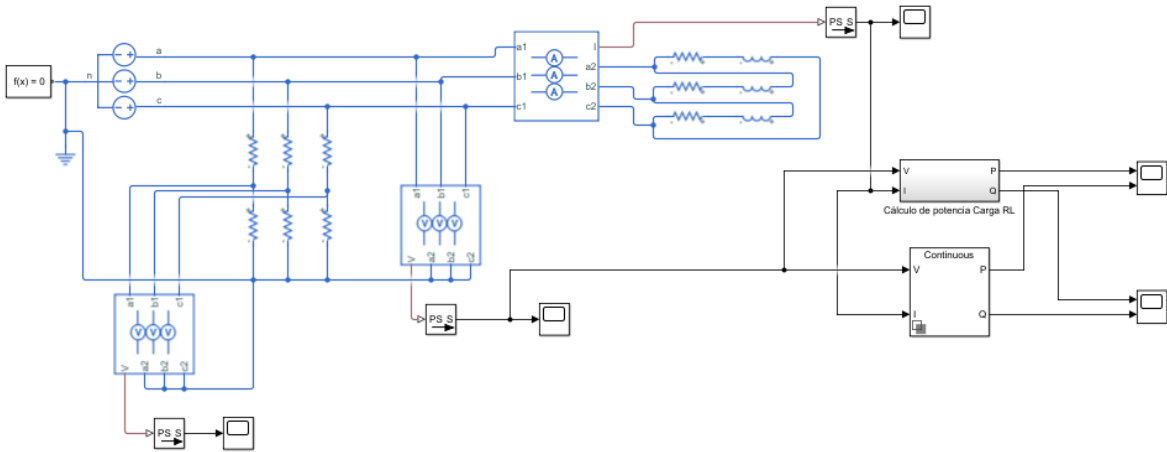 f(x) = 0
n
a
b
c
a1
b1
c1
A
A
A
I
a2
b2
c2
PS S
a1
b1
c1
V
V
V
V
a2
b2
c2
PS S
a1
b1
c1
V
V
V
V
a2
b2
c2
PS S
V
I
P
Q
Cálculo de potencia Carga RL
Continuous
V
I
P
Q